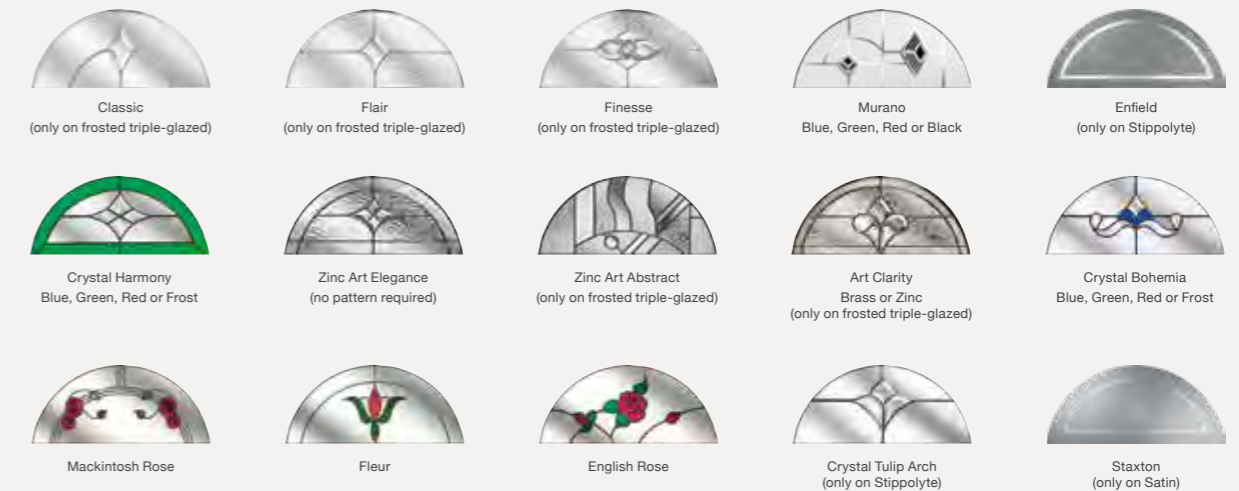 Classic
(only on frosted triple-glazed)
Flair
(only on frosted triple-glazed)
Finesse
(only on frosted triple-glazed)
Murano
Blue, Green, Red or Black
Enfield
(only on Stippolyte)
Crystal Harmony
Blue, Green, Red or Frost
Zinc Art Elegance
(no pattern required)
Zinc Art Abstract
(only on frosted triple-glazed)
Art Clarity
Brass or Zinc
(only on frosted triple-glazed)
Crystal Bohemia
Blue, Green, Red or Frost
Mackintosh Rose
Fleur
English Rose
Crystal Tulip Arch
(only on Stippolyte)
Staxton
(only on Satin)